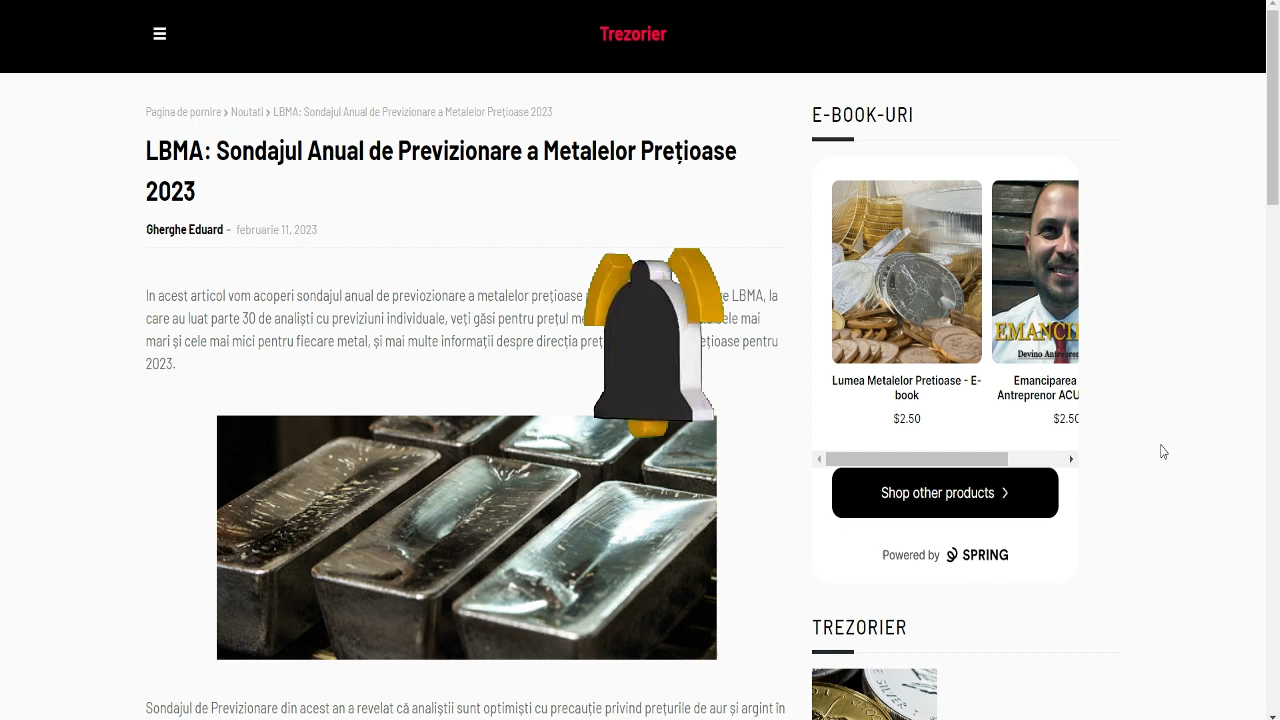 Trezorier
Pagina de pornire > Noutati > LBMA: Sondajul Anual de Previzionare a Metalelor Prețioase 2023
LBMA: Sondajul Anual de Previzionare a Metalelor Prețioase
2023
Gherghe Eduard - februarie 11, 2023
In acest articol vom acoperi sondajul anual de previozionare a metalelor prețioase LBMA, la
care au luat parte 30 de analiști cu previziuni individuale, veți găsi pentru prețul cele mai
mari și cele mai mici pentru fiecare metal, și mai multe informații despre direcția pentru
2023.
Sondajul de Previzionare din acest an a revelat că analiștii sunt optimiști cu precauție privind prețurile de aur și argint în
E-BOOK-URI
EMANCI
Devino
Lumea Metalelor Pretioase - E-
book
$2.50
Emanciparea
Antreprenor ACU
$2.50
Shop other products >
Powered by SPRING
TREZORIER
SILVER